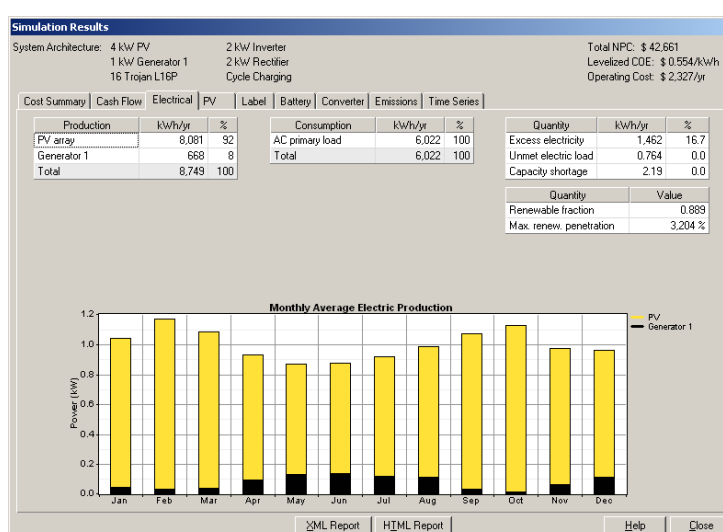 Simulation Results
System Architecture: 4 kW PV 2 kW Inverter Total NPC: $ 42,661
1 kW Generator 1 2 kW Rectifier Levelized COE: $ 0.554/kWh
16 Trojan L16P Cycle Charging Operating Cost: $ 2,327/yr
Cost Summary Cash Flow Electrical PV Label Battery Converter Emissions Time Series
Production kWh/yr %
PV array 8,081 92
Generator 1 668 8
Total 8,749 100
Consumption kWh/yr %
AC primary load 6,022 100
Total 6,022 100
Quantity kWh/yr %
Excess electricity 1,462 16.7
Unmet electric load 0.764 0.0
Capacity shortage 2.19 0.0
Quantity Value
Renewable fraction 0.889
Max. renew. penetration 3,204 %
Monthly Average Electric Production
PV
Generator 1
Power (kW)
1.2
1.0
0.8
0.6
0.4
0.2
0.0
Jan Feb Mar Apr May Jun Jul Aug Sep Oct Nov Dec
XML Report HTML Report Help Close